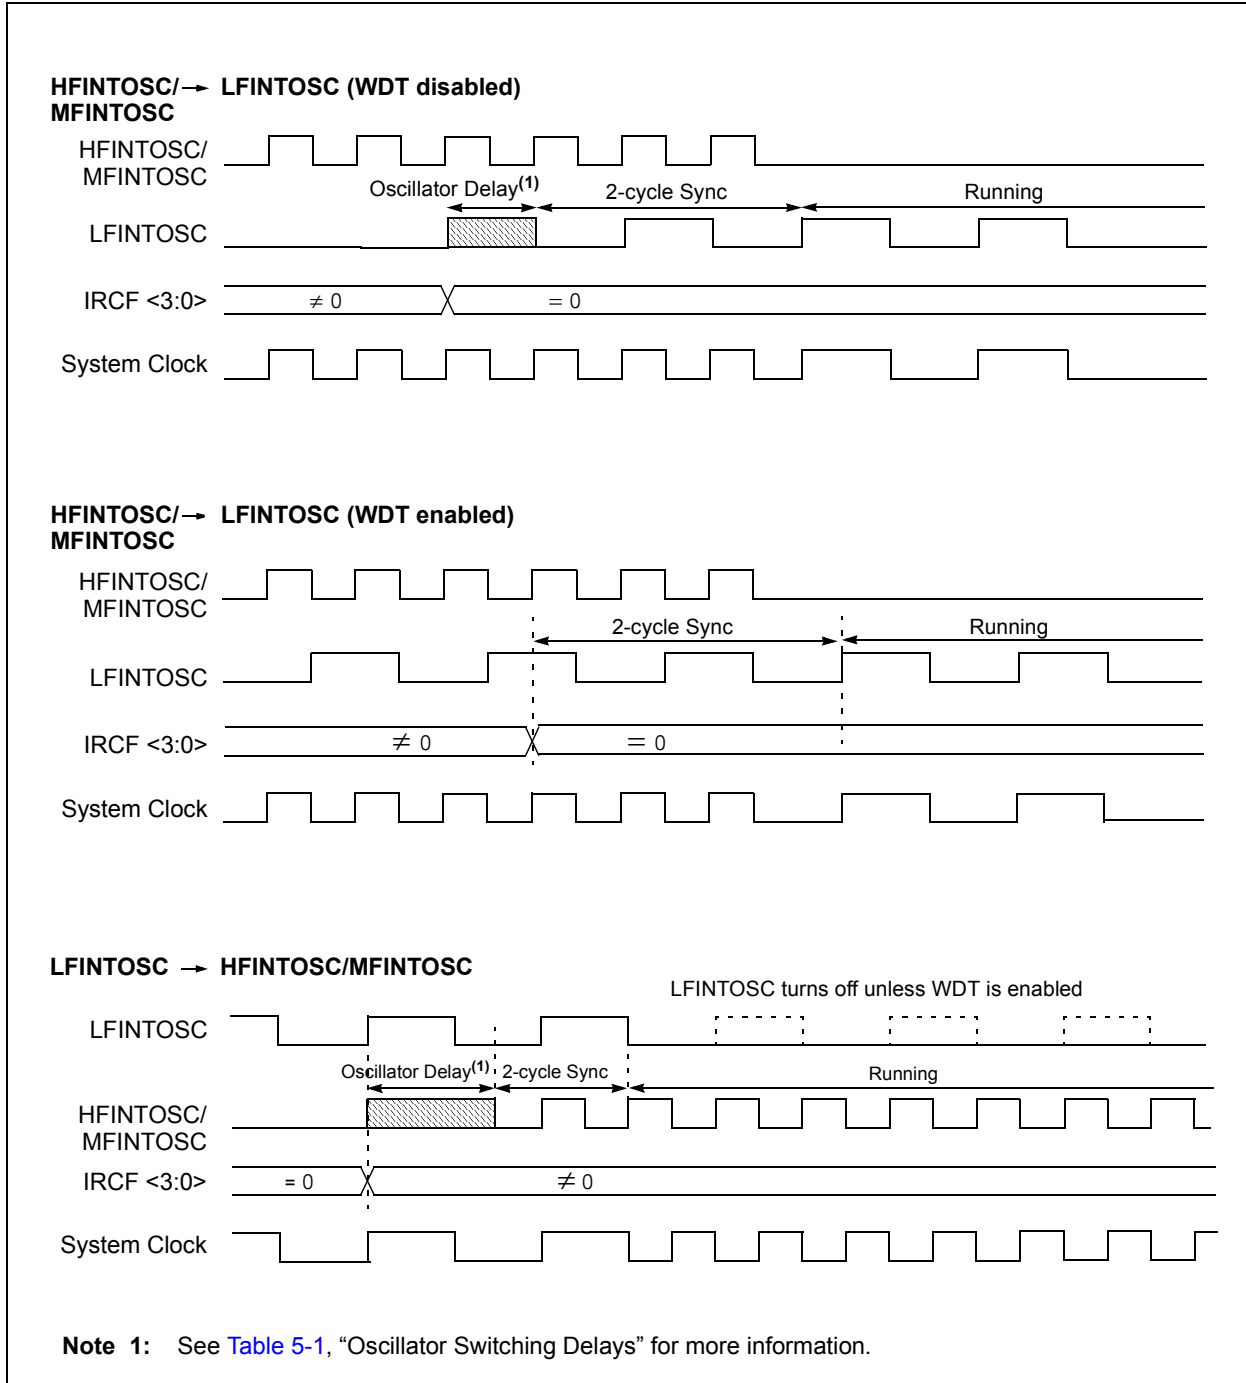 HFINTOSC/→ LFINTOSC (WDT disabled)
MFINTOSC
HFINTOSC/
MFINTOSC
Oscillator Delay(1)
2-cycle Sync
Running
LFINTOSC
IRCF <3:0>
≠ 0
= 0
System Clock
HFINTOSC/→ LFINTOSC (WDT enabled)
MFINTOSC
HFINTOSC/
MFINTOSC
2-cycle Sync
Running
LFINTOSC
IRCF <3:0>
≠ 0
= 0
System Clock
LFINTOSC → HFINTOSC/MFINTOSC
LFINTOSC turns off unless WDT is enabled
LFINTOSC
Oscillator Delay(1)
2-cycle Sync
Running
HFINTOSC/
MFINTOSC
IRCF <3:0>
= 0
≠ 0
System Clock
Note 1: See Table 5-1, “Oscillator Switching Delays” for more information.